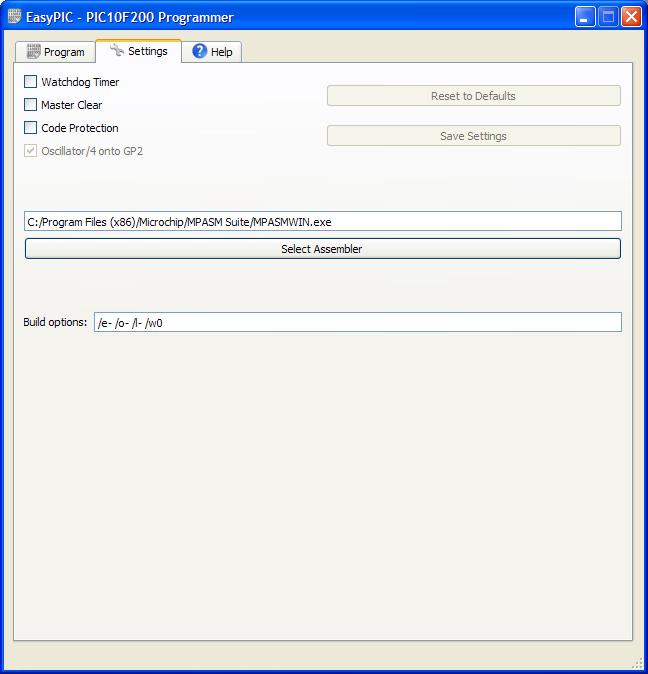 EasyPIC - PIC10F200 Programmer
Program Settings Help
Watchdog Timer
Master Clear
Code Protection
Oscillator/4 onto GP2
Reset to Defaults
Save Settings
C:/Program Files (x86)/Microchip/MPASM Suite/MPASMWIN.exe
Select Assembler
Build options: /e- /o- /l- /w0